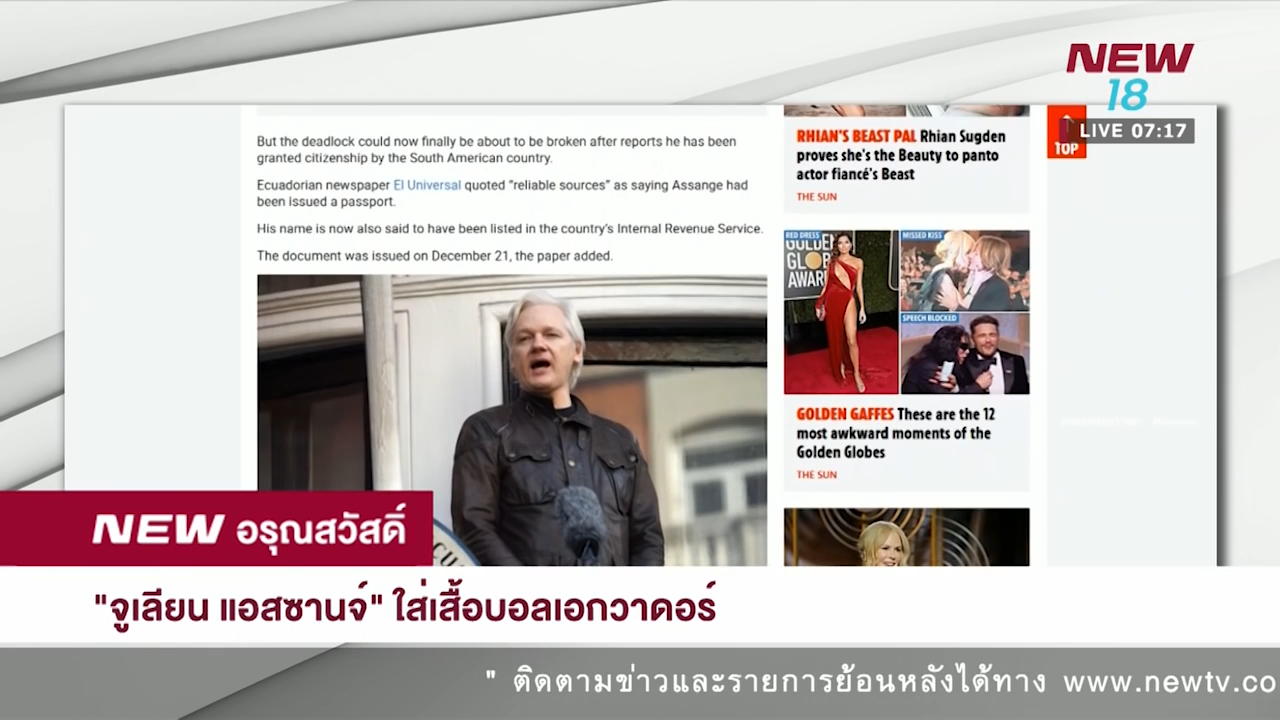 NEW
18
LIVE 07:17
TOP
But the deadlock could now finally be about to be broken after reports he has been
granted citizenship by the South American country.
Ecuadorian newspaper El Universal quoted “reliable sources” as saying Assange had
been issued a passport.
His name is now also said to have been listed in the country's Internal Revenue Service.
The document was issued on December 21, the paper added.
RHIAN'S BEAST PAL Rhian Sugden
proves she's the Beauty to panto
actor fiancé's Beast
THE SUN
RED DRESS
GOLDEN
GLOB
AWAR
MISSED KISS
SPEECH BLOCKED
GOLDEN GAFFES These are the 12
most awkward moments of the
Golden Globes
THE SUN
NEW อรุณสวัสดิ์
"จูเลียน แอสซานจ์" ใส่เสื้อบอลเอกวาดอร์
" ติดตามข่าวและรายการย้อนหลังได้ทาง www.newtv.co